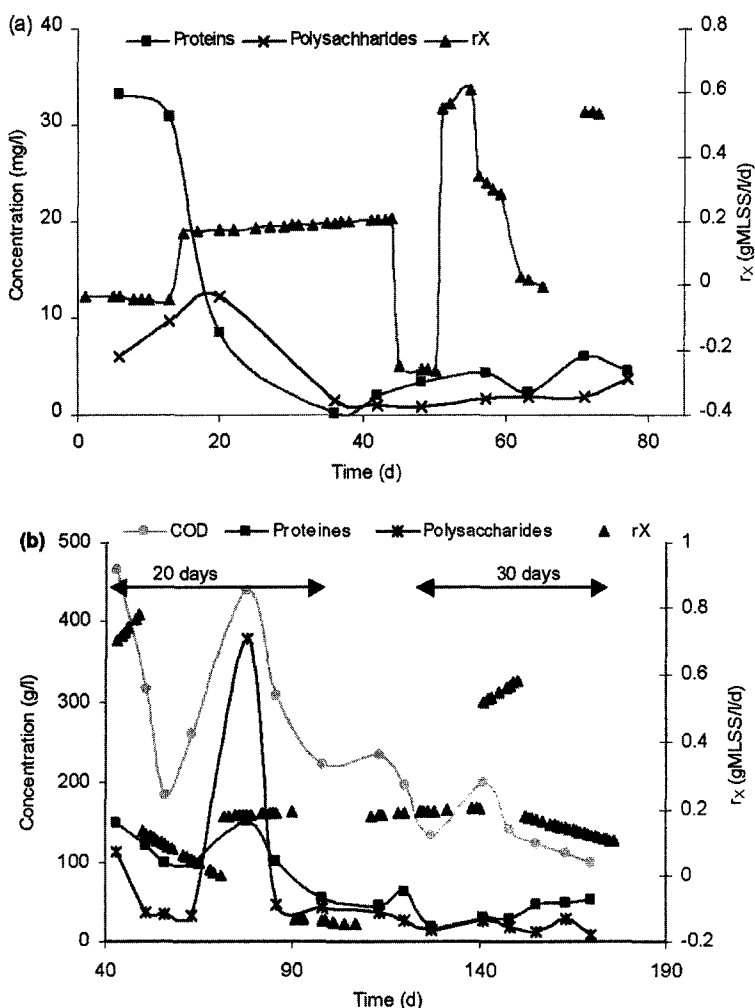 (a)
Proteins Polysachharides rX
40
30
20
10
0
0.8
0.6
0.4
0.2
0
-0.2
-0.4
Concentration (mg/l)
rX (gMLSS/l/d)
0 20 40 60 80
Time (d)
(b)
COD Proteines Polysaccharides rX
500
400
300
200
100
0
1
0.8
0.6
0.4
0.2
0
-0.2
20 days 30 days
Concentration (g/l)
rX (gMLSS/l/d)
40 90 140 190
Time (d)